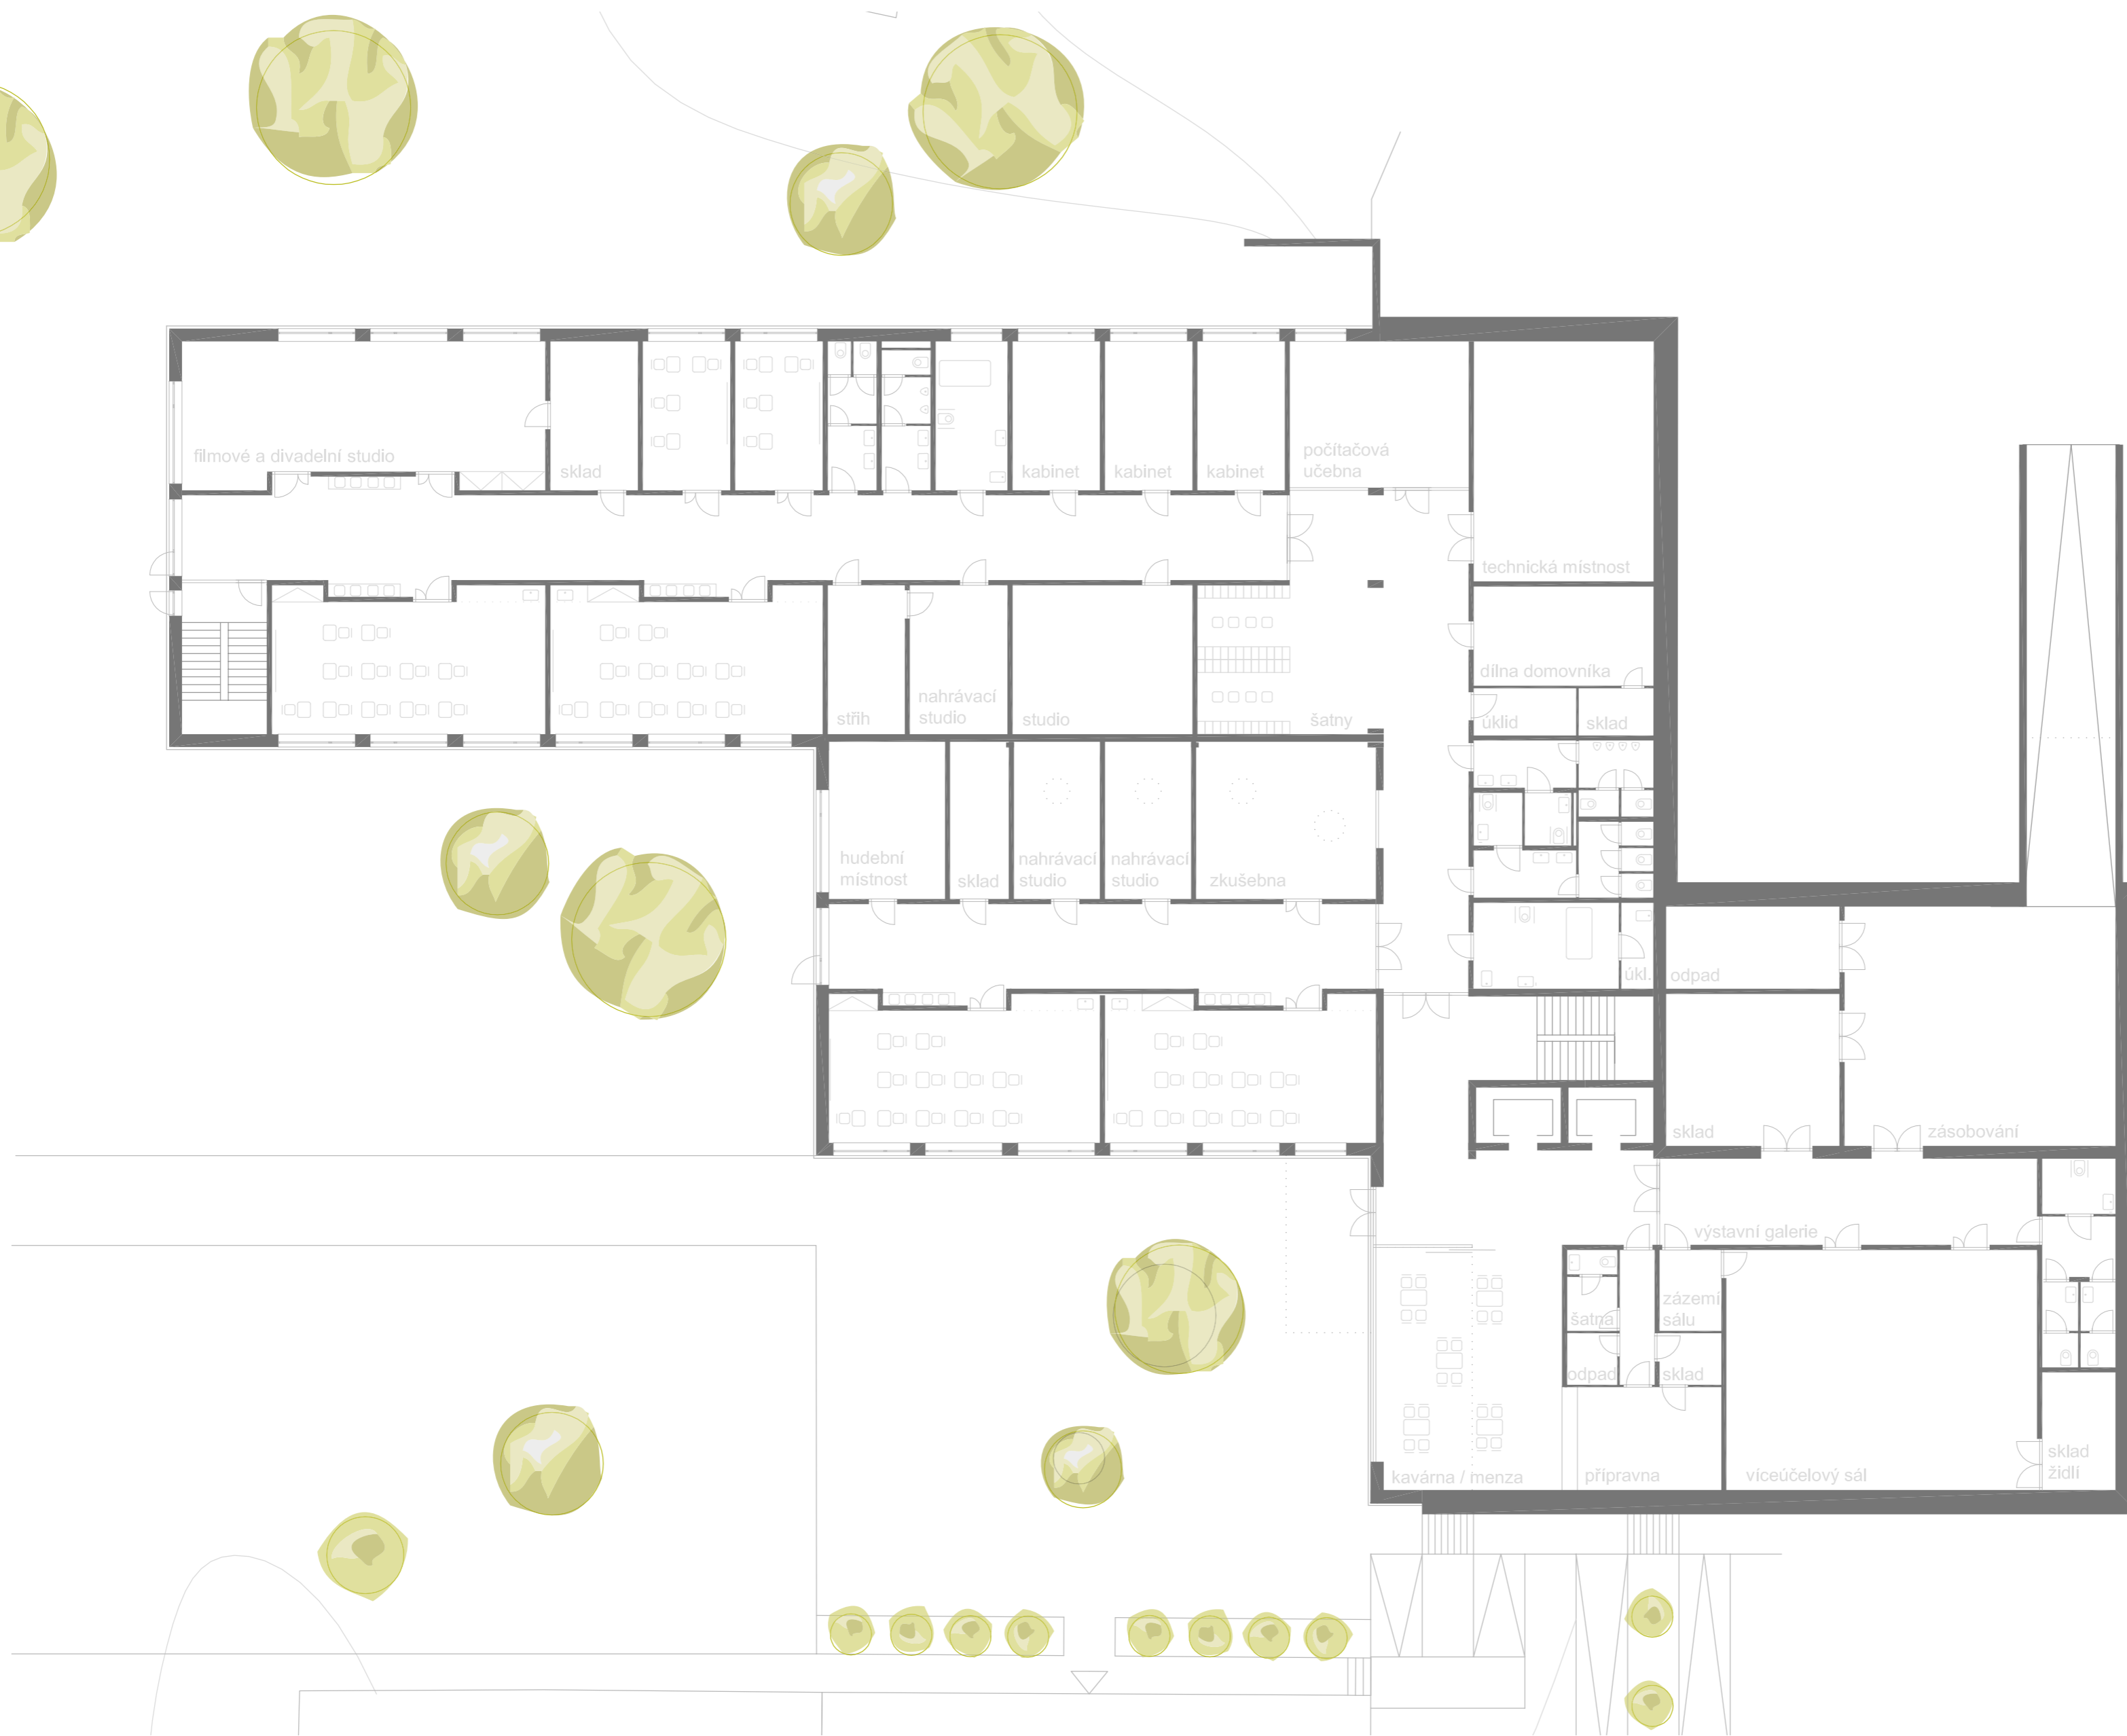 filmové a divadelní studio
sklad
kabinet
kabinet
kabinet
počítačová
učebna
technická místnost
dílna domovníka
úklid
sklad
střih
nahrávací
studio
studio
šatny
hudební
místnost
sklad
nahrávací
studio
nahrávací
studio
zkušebna
úkl.
odpad
sklad
zásobování
výstavní galerie
šatna
zázemí
sálu
odpad
sklad
kavárna / menza
přípravna
víceúčelový sál
sklad
židlí